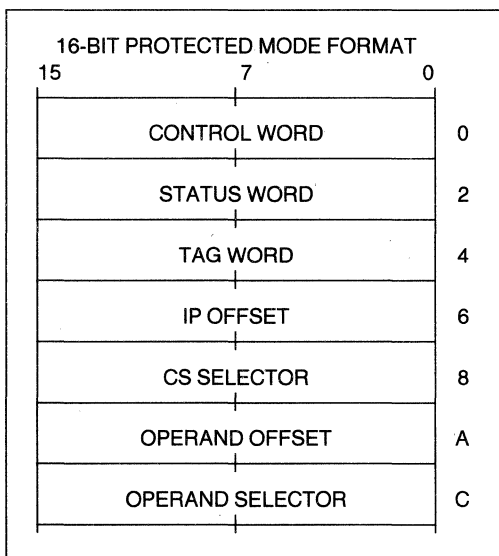 16-BIT PROTECTED MODE FORMAT
15 7 0
CONTROL WORD 0
STATUS WORD 2
TAG WORD 4
IP OFFSET 6
CS SELECTOR 8
OPERAND OFFSET A
OPERAND SELECTOR C